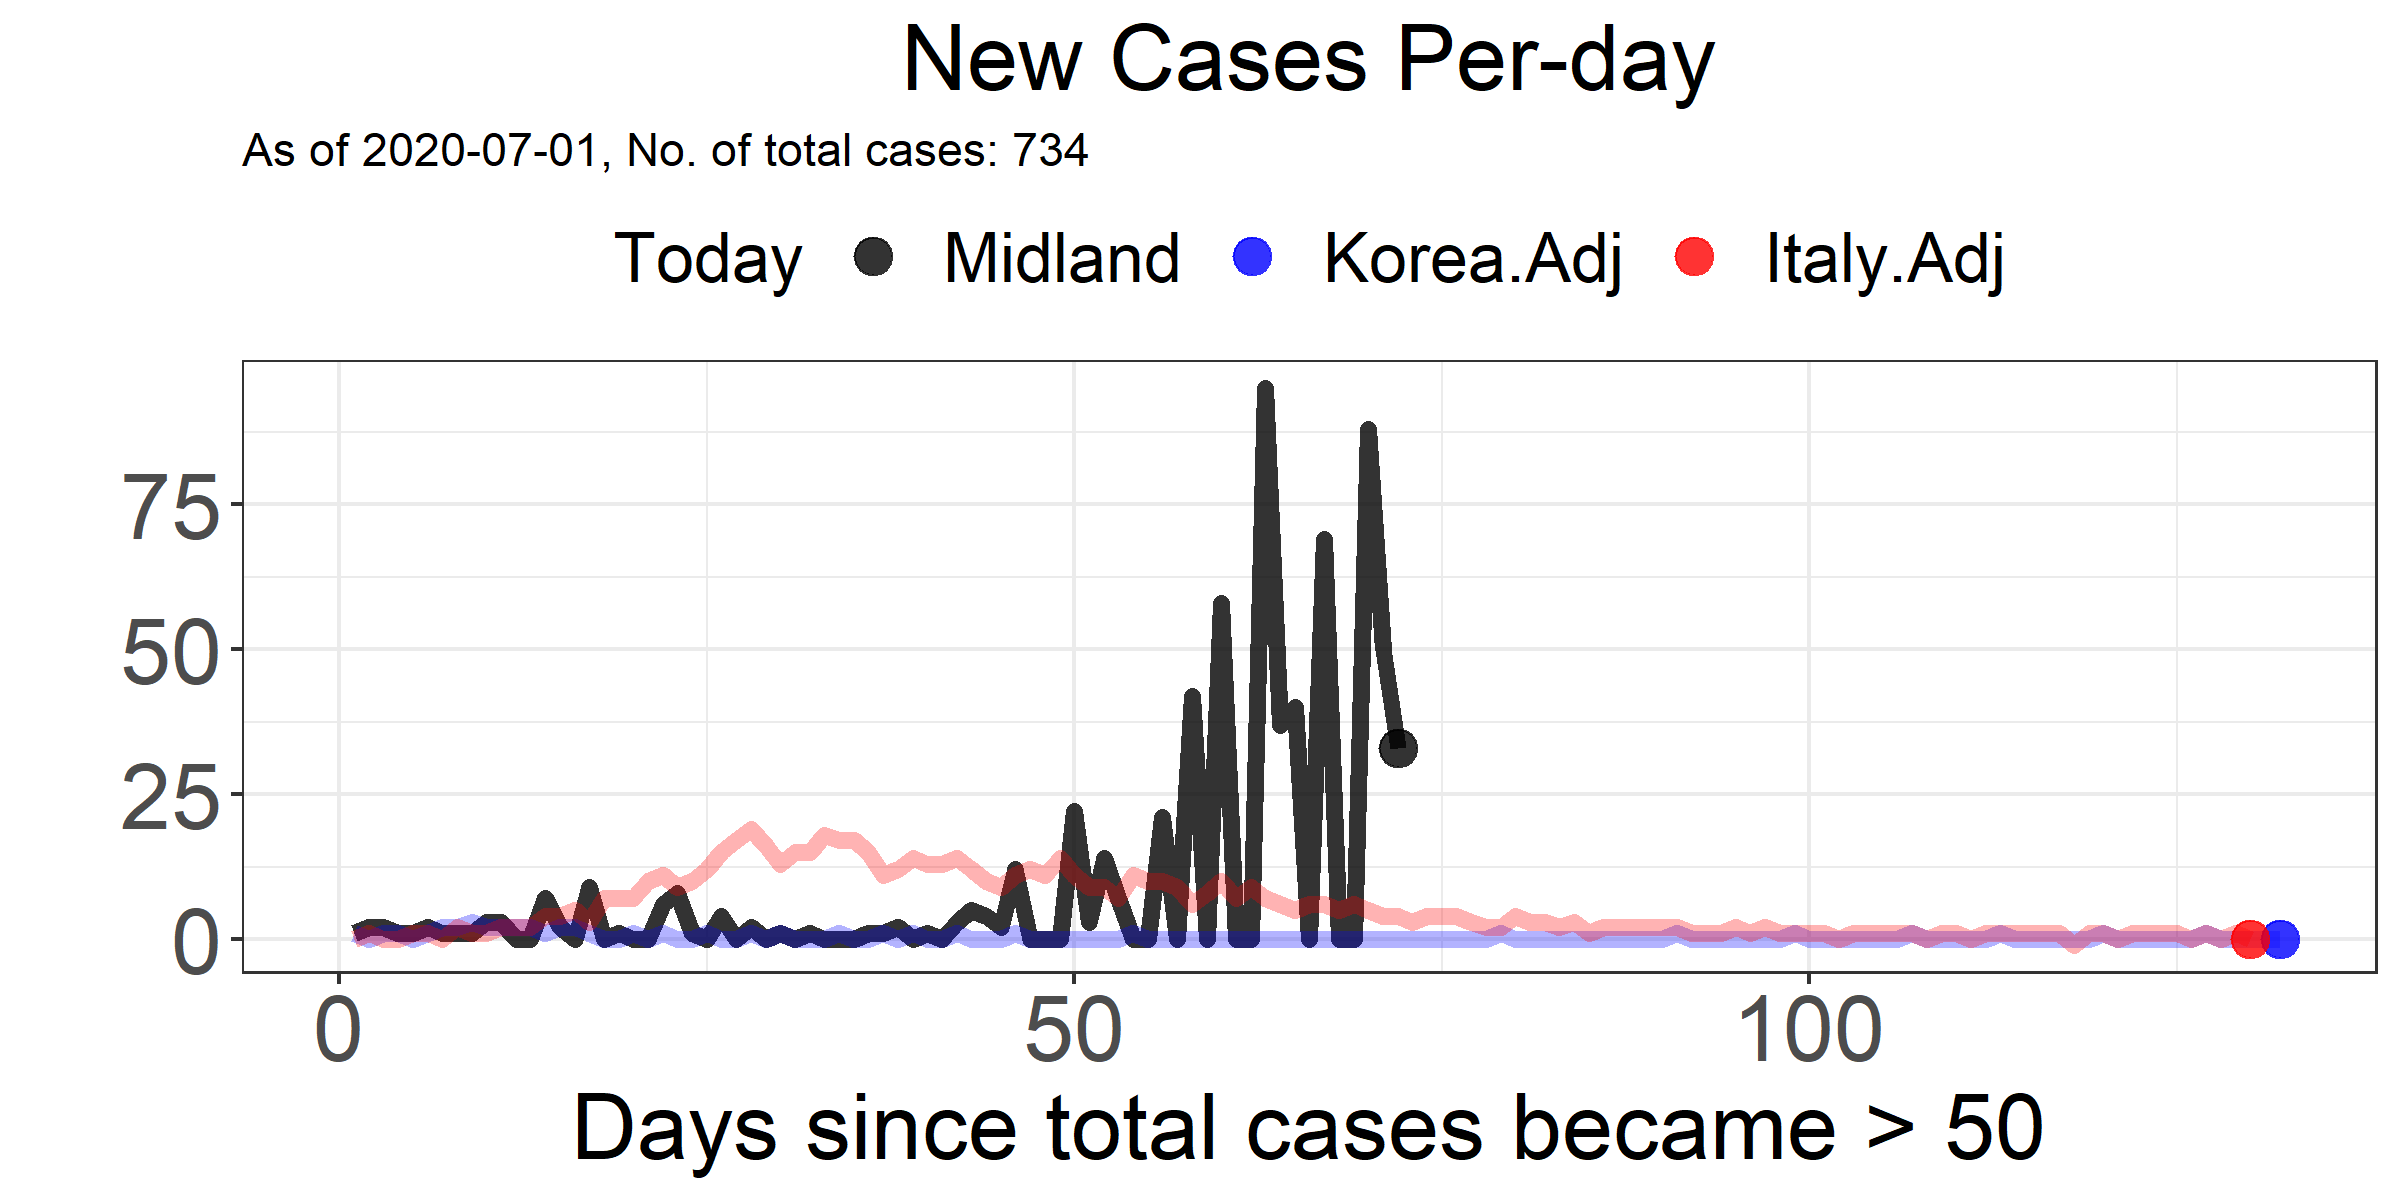 New Cases Per-day
As of 2020-07-01, No. of total cases: 734
Today Midland Korea.Adj Italy.Adj
75
50
25
0
0 50 100
Days since total cases became > 50